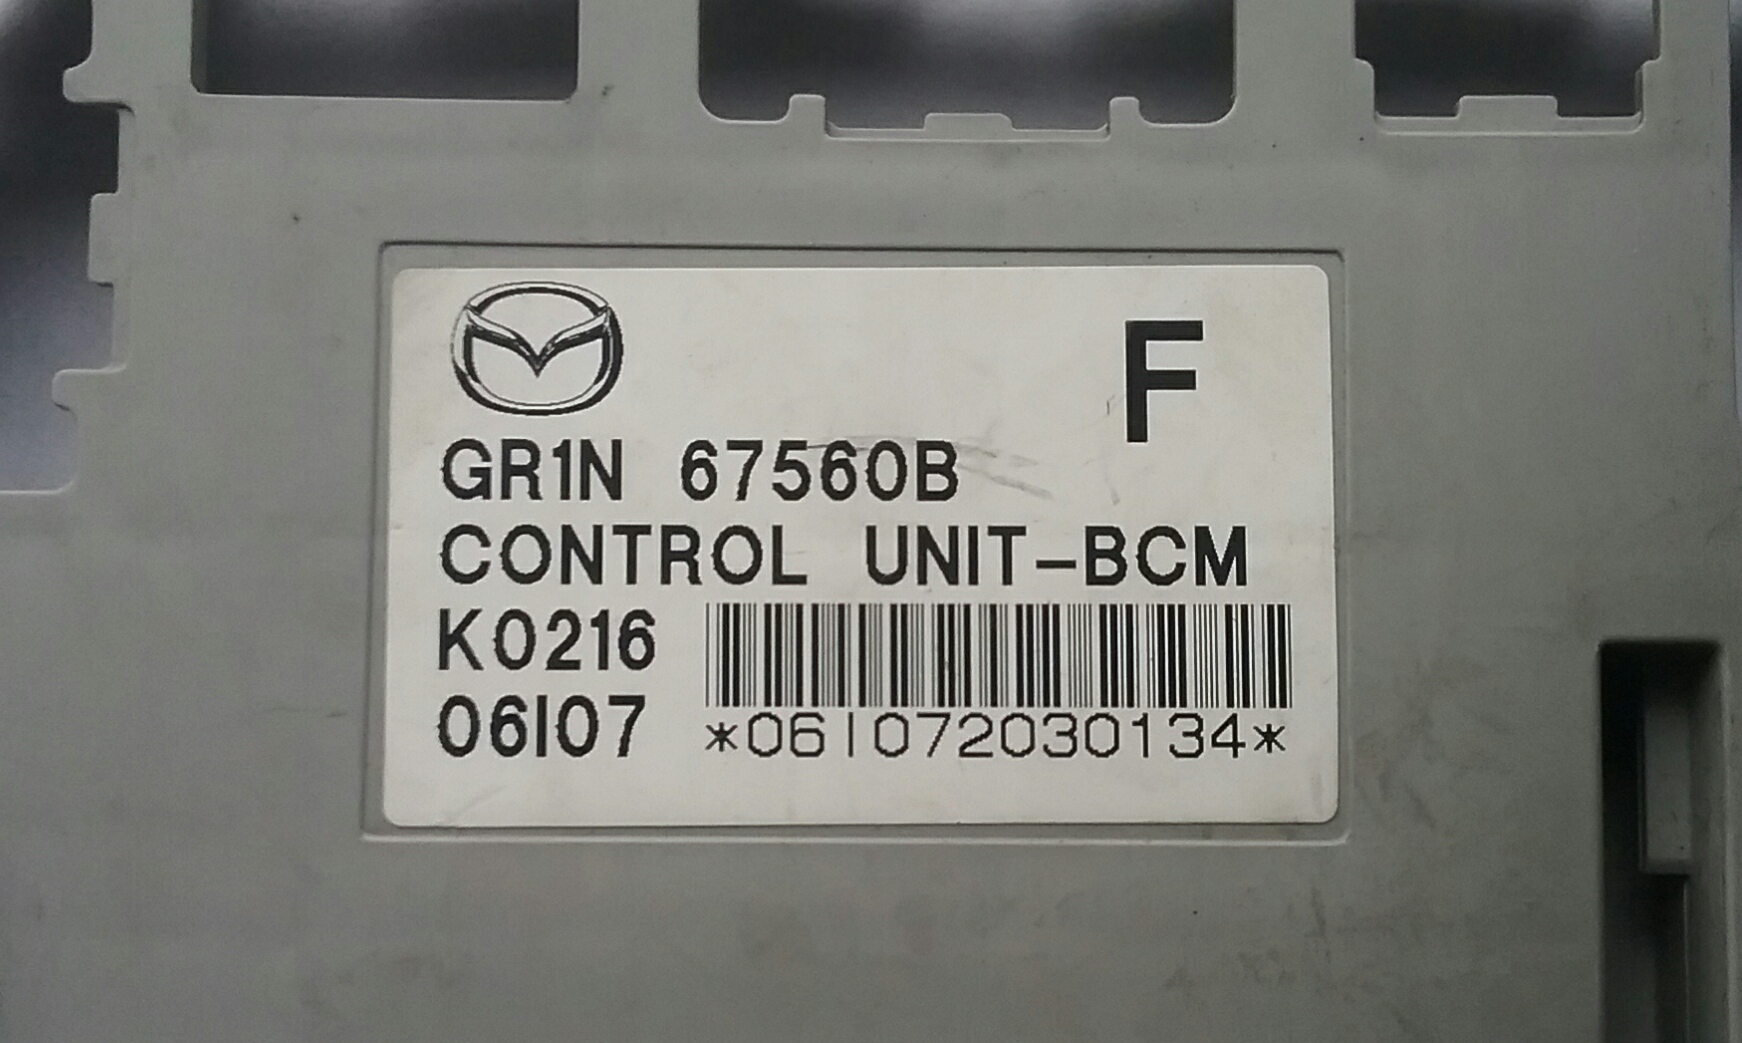 F
GR1N 67560B
CONTROL UNIT-BCM
K0216
06I07
*06I072030134*